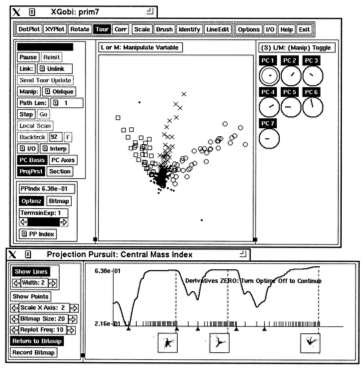 X XGobi: prim7
DotPlot XYPlot Rotate Tour Corr Scale Brush Identify LineEdit Options I/O Help Exit
Pause Reinit
Link: Unlink
Send Tour Update
Manip: Oblique
Path Len: 1
Step Go
Local Scan
Backtrck 92 F
I/O Interp
PC Basis PC Axes
ProjPrst Section
PPIndx 6.38e-01
Optimz Bitmap
TermsinExp: 1
PP Index
L or M: Manipulate Variable
(S) L/M: (Manip) Toggle
PC 1 PC 2 PC 3
PC 4 PC 5 PC 6
PC 7
X Projection Pursuit: Central Mass Index
Show Lines
Width: 2
Show Points
Scale X Axis: 2
Bitmap Size: 20
Replot Freq: 10
Return to Bitmap
Record Bitmap
6.38e-01
Derivatives ZERO: Turn Optimz Off to Continue
2.16e-01